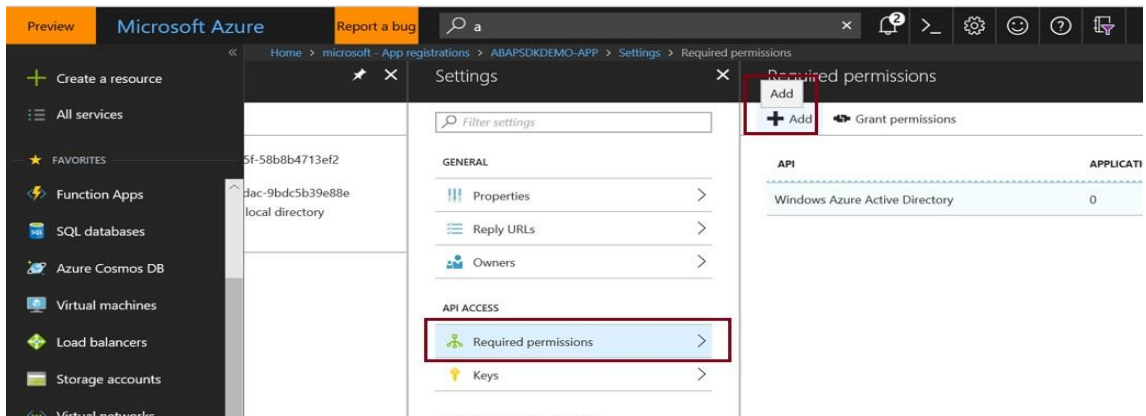 Preview
Microsoft Azure
Report a bug
a
2
Home > microsoft - App registrations > ABAPSDKDEMO-APP > Settings > Required permissions
Create a resource
All services
FAVORITES
Function Apps
SQL databases
Azure Cosmos DB
Virtual machines
Load balancers
Storage accounts
Virtual networks
5f-58b8b4713ef2
dac-9bdc5b39e88e
local directory
Settings
Filter settings
GENERAL
Properties
Reply URLs
Owners
API ACCESS
Required permissions
Keys
Required permissions
Add
Add
Grant permissions
API
APPLICATI
Windows Azure Active Directory
0